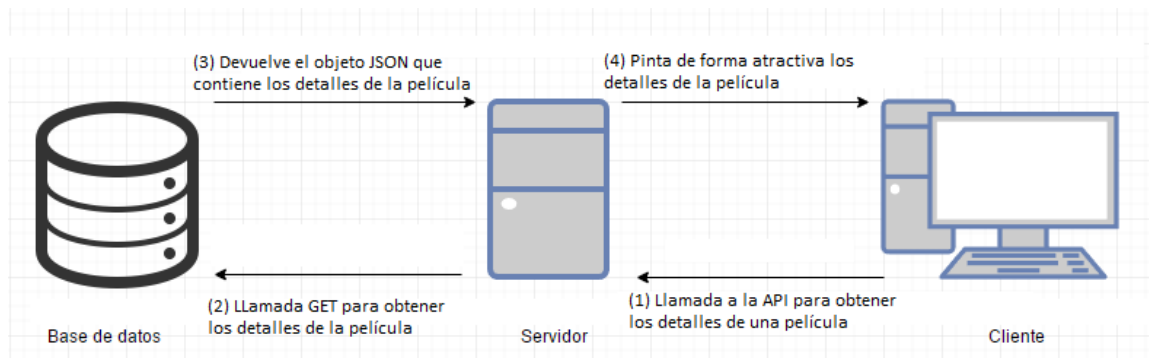 (3) Devuelve el objeto JSON que
contiene los detalles de la película
(4) Pinta de forma atractiva los
detalles de la película
(2) LLamada GET para obtener
los detalles de la película
(1) Llamada a la API para obtener
los detalles de una película
Base de datos
Servidor
Cliente